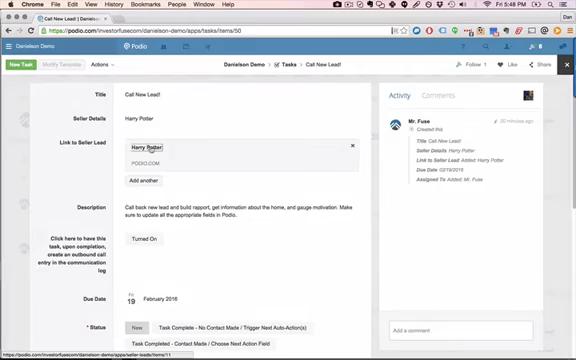 Chrome File Edit View History Bookmarks People Window Help
Fri 5:48 PM
Call New Lead! | Danielson
Dan
https://podio.com/investorfusecom/danielson-demo/apps/tasks/items/50
Danielson Demo
Podio
6
New Task
Modify Template
Actions
Danielson Demo > Tasks > Call New Lead!
Follow 1
Like
Share
Title
Call New Lead!
Seller Details
Harry Potter
Link to Seller Lead
Harry Potter
PODIO.COM
Add another
Description
Call back new lead and build rapport, get information about the home, and gauge motivation. Make
sure to update all the appropriate fields in Podio.
Click here to have this
task, upon completion,
create an outbound call
entry in the communication
log
Turned On
Due Date
Fri
19
February 2016
* Status
New
Task Complete - No Contact Made / Trigger Next Auto-Action(s)
Task Completed - Contact Made / Choose Next Action Field
Activity
Comments
Mr. Fuse
20 minutes ago
Created this
Title Call New Lead!
Seller Details Harry Potter
Link to Seller Lead Added: Harry Potter
Due Date 02/19/2016
Assigned To Added: Mr. Fuse
Add a comment
https://podio.com/investorfusecom/danielson-demo/apps/seller-leads/items/11